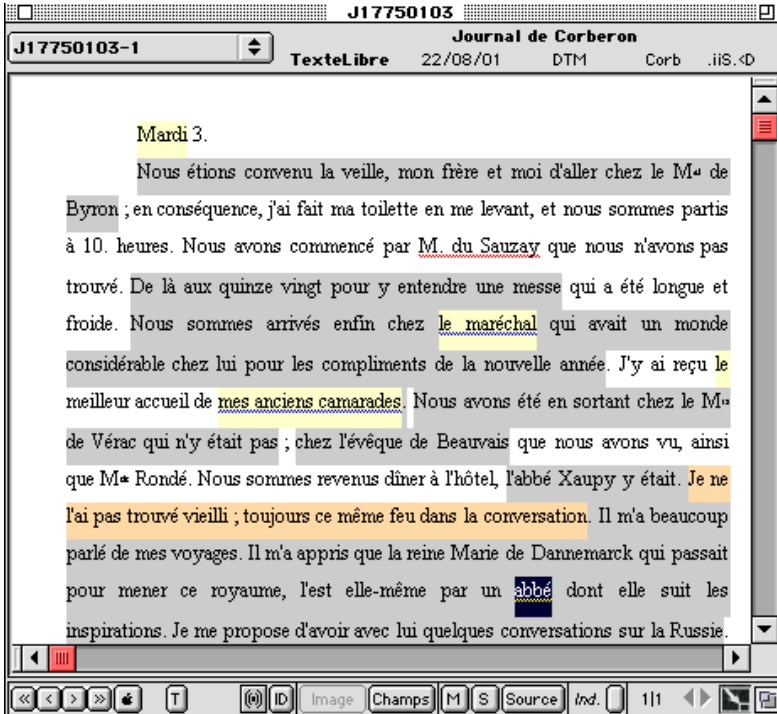 J17750103
J17750103-1
Journal de Corberon
TexteLibre 22/08/01 DTM Corb .iiS.<D
Mardi 3.
Nous étions convenu la veille, mon frère et moi d'aller chez le M^al de
Byron ; en conséquence, j'ai fait ma toilette en me levant, et nous sommes partis
à 10. heures. Nous avons commencé par M. du Sauzay que nous n'avons pas
trouvé. De là aux quinze vingt pour y entendre une messe qui a été longue et
froide. Nous sommes arrivés enfin chez le maréchal qui avait un monde
considérable chez lui pour les compliments de la nouvelle année. J'y ai reçu le
meilleur accueil de mes anciens camarades. Nous avons été en sortant chez le M^is
de Vérac qui n'y était pas ; chez l'évêque de Beauvais que nous avons vu, ainsi
que M^de Rondé. Nous sommes revenus dîner à l'hôtel, l'abbé Xaupy y était. Je ne
l'ai pas trouvé vieilli ; toujours ce même feu dans la conversation. Il m'a beaucoup
parlé de mes voyages. Il m'a appris que la reine Marie de Dannemarck qui passait
pour mener ce royaume, l'est elle-même par un abbé dont elle suit les
inspirations. Je me propose d'avoir avec lui quelques conversations sur la Russie.
T ID Image Champs M S Source Ind. 1|1